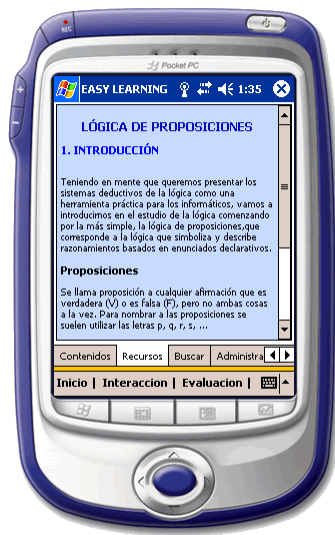 REC
Pocket PC
EASY LEARNING 1:35
LÓGICA DE PROPOSICIONES
1. INTRODUCCIÓN
Teniendo en mente que queremos presentar los
sistemas deductivos de la lógica como una
herramienta práctica para los informáticos, vamos a
introducimos en el estudio de la lógica comenzando
por la más simple, la lógica de proposiciones,que
corresponde a la lógica que simboliza y describe
razonamientos basados en enunciados declarativos.
Proposiciones
Se llama proposición a cualquier afirmación que es
verdadera (V) o es falsa (F), pero no ambas cosas
a la vez. Para nombrar a las proposiciones se
suelen utilizar las letras p, q, r, s, ...
Contenidos Recursos Buscar Administra
Inicio | Interaccion | Evaluacion |